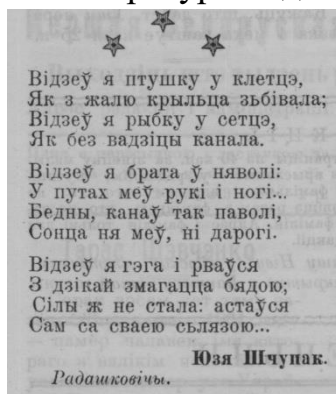 Відзеў я птушку у клетцэ,
Як з жалю крыльца зьбівала;
Відзеў я рыбку у сетцэ,
Як без вадзіцы канала.
Відзеў я брата ў няволі:
У путах меў рукі і ногі...
Бедны, канаў так паволі,
Сонца ня меў, ні дарогі.
Відзеў я гэга і рваўся
З дзікай змагацца бядою;
Сілы ж не стала: астаўся
Сам са сваею сьлязою...
Юзя Шчупак.
Радашковічы.